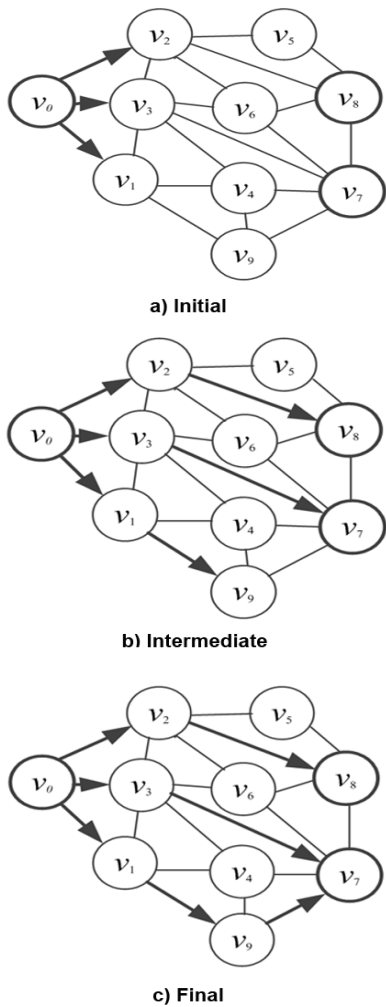 v₂ v₅
v₀ v₃ v₆ v₈
v₁ v₄ v₇
v₉
a) Initial
v₂ v₅
v₀ v₃ v₆ v₈
v₁ v₄ v₇
v₉
b) Intermediate
v₂ v₅
v₀ v₃ v₆ v₈
v₁ v₄ v₇
v₉
c) Final